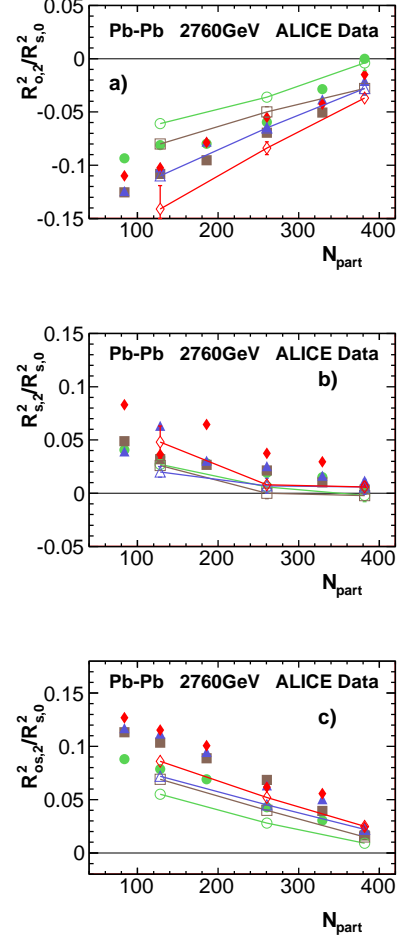 Pb-Pb 2760GeV ALICE Data
0
a)
-0.05
-0.1
-0.15
R²o,2/R²s,0
100 200 300 400
Npart
0.15
Pb-Pb 2760GeV ALICE Data
0.1
b)
0.05
0
-0.05
R²s,2/R²s,0
100 200 300 400
Npart
0.15
Pb-Pb 2760GeV ALICE Data
c)
0.1
0.05
0
R²os,2/R²s,0
100 200 300 400
Npart